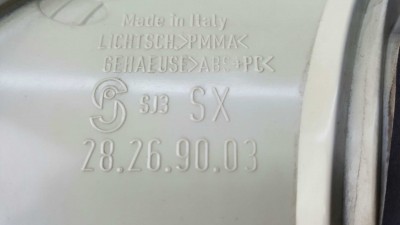 Made in Italy
LICHTSCH>PMMA<
GEHAEUSE>ABS+PC<
SJ3 SX
28.26.90.03